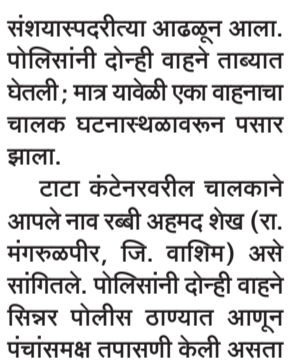 संशयास्पदरीत्या आढळून आला.
पोलिसांनी दोन्ही वाहने ताब्यात
घेतली; मात्र यावेळी एका वाहनाचा
चालक घटनास्थळावरून पसार
झाला.
टाटा कंटेनरवरील चालकाने
आपले नाव रब्बी अहमद शेख (रा.
मंगरुळपीर, जि. वाशिम) असे
सांगितले. पोलिसांनी दोन्ही वाहने
सिन्नर पोलीस ठाण्यात आणून
पंचांसमक्ष तपासणी केली असता